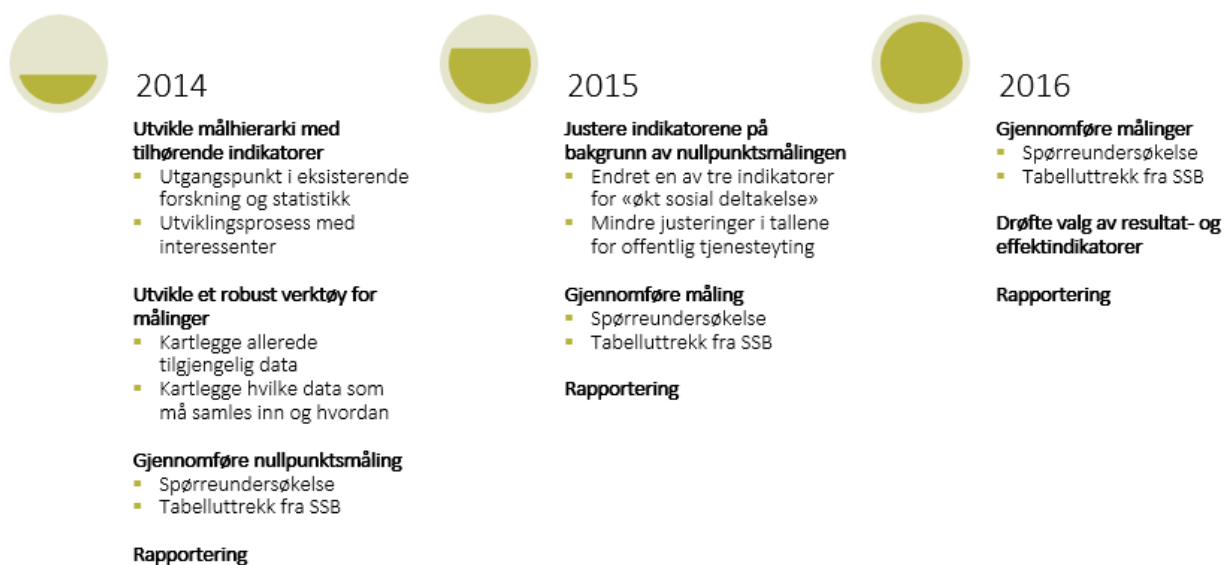 2014
Utvikle målhierarki med
tilhørende indikatorer
Utgangspunkt i eksisterende
forskning og statistikk
Utviklingsprosess med
interessenter
Utvikle et robust verktøy for
målinger
Kartlegge allerede
tilgjengelig data
Kartlegge hvilke data som
må samles inn og hvordan
Gjennomføre nullpunktsmåling
Spørreundersøkelse
Tabelluttrekk fra SSB
Rapportering
2015
Justere indikatorene på
bakgrunn av nullpunktsmålingen
Endret en av tre indikatorer
for «økt sosial deltakelse»
Mindre justeringer i tallene
for offentlig tjenesteyting
Gjennomføre måling
Spørreundersøkelse
Tabelluttrekk fra SSB
Rapportering
2016
Gjennomføre målinger
Spørreundersøkelse
Tabelluttrekk fra SSB
Drøfte valg av resultat- og
effektindikatorer
Rapportering